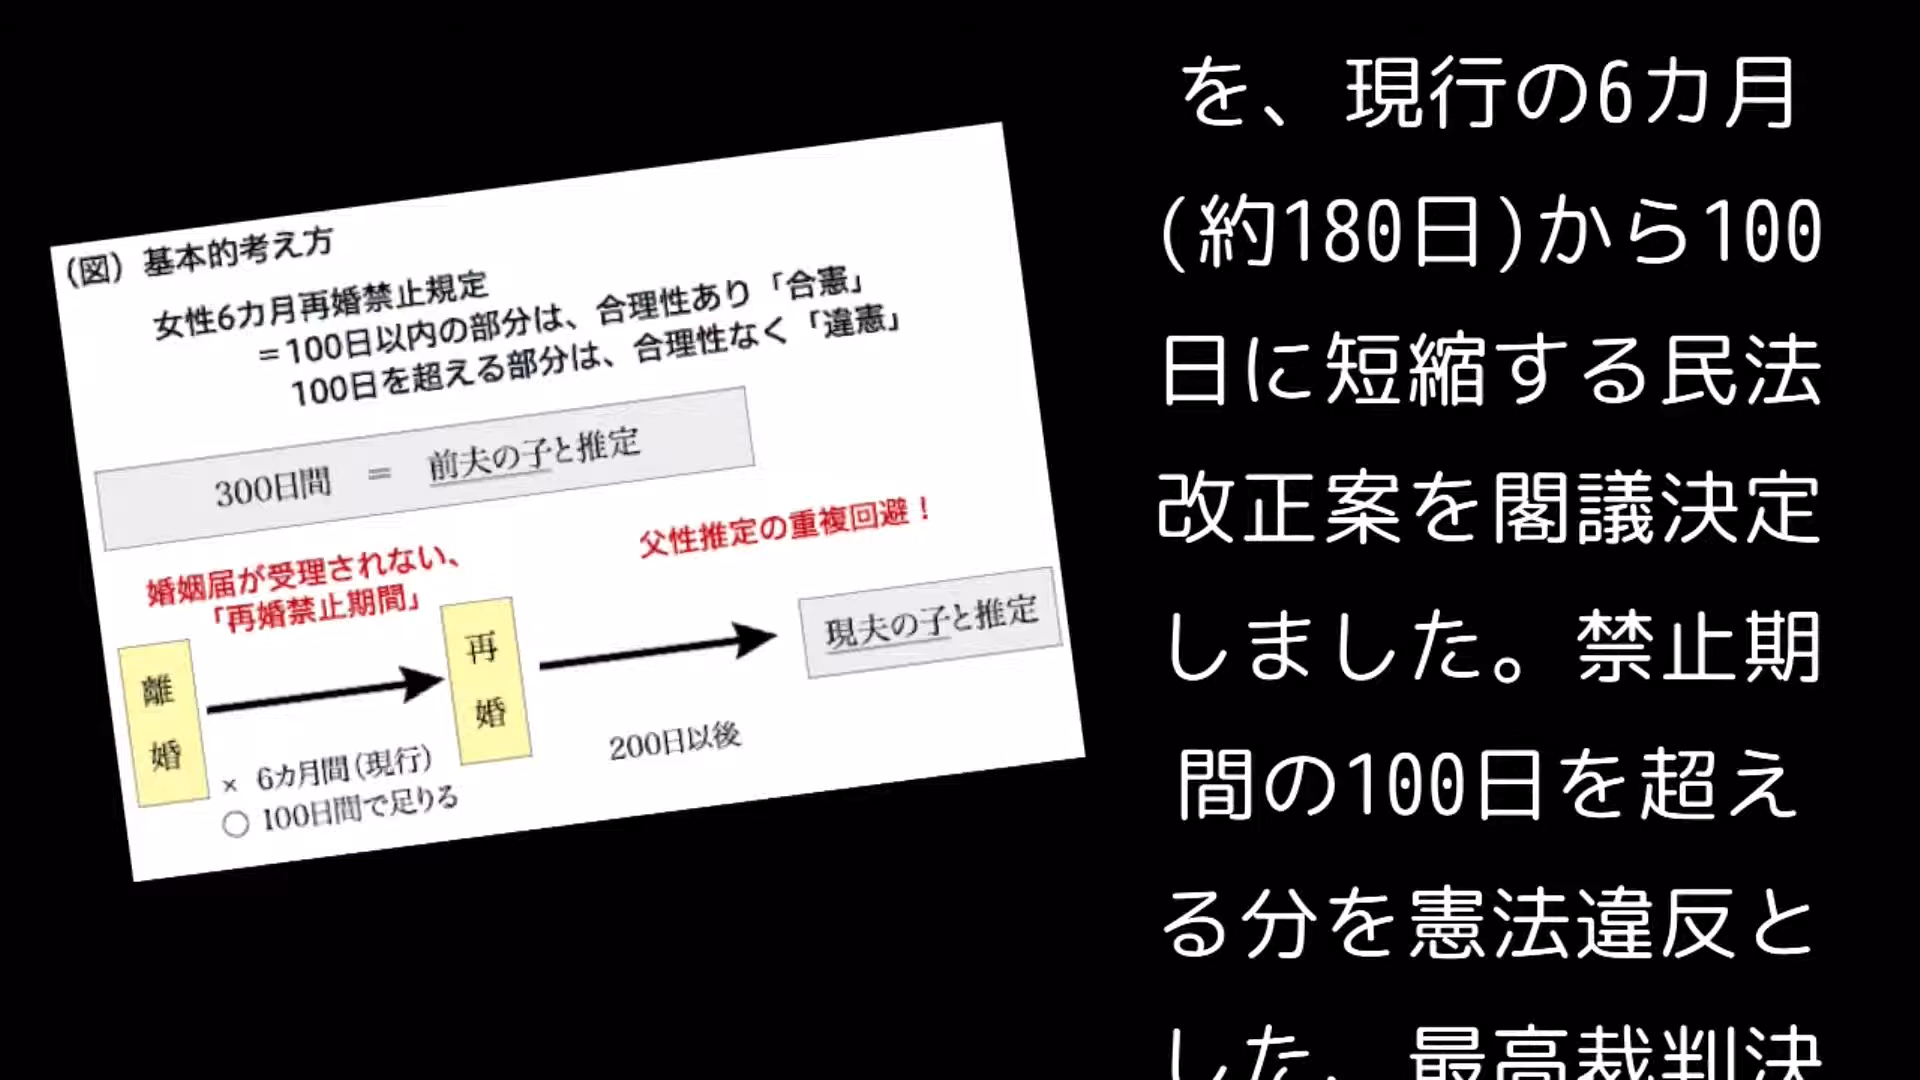 (図) 基本的考え方
女性6カ月再婚禁止規定
=100日以内の部分は、合理性あり「合憲」
100日を超える部分は、合理性なく「違憲」
300日間 = 前夫の子と推定
婚姻届が受理されない、
「再婚禁止期間」
父性推定の重複回避！
離婚
再婚
現夫の子と推定
× 6カ月間(現行)
○ 100日間で足りる
200日以後
を、現行の6カ月
(約180日)から100
日に短縮する民法
改正案を閣議決定
しました。禁止期
間の100日を超え
る分を憲法違反と
した、最高裁判決